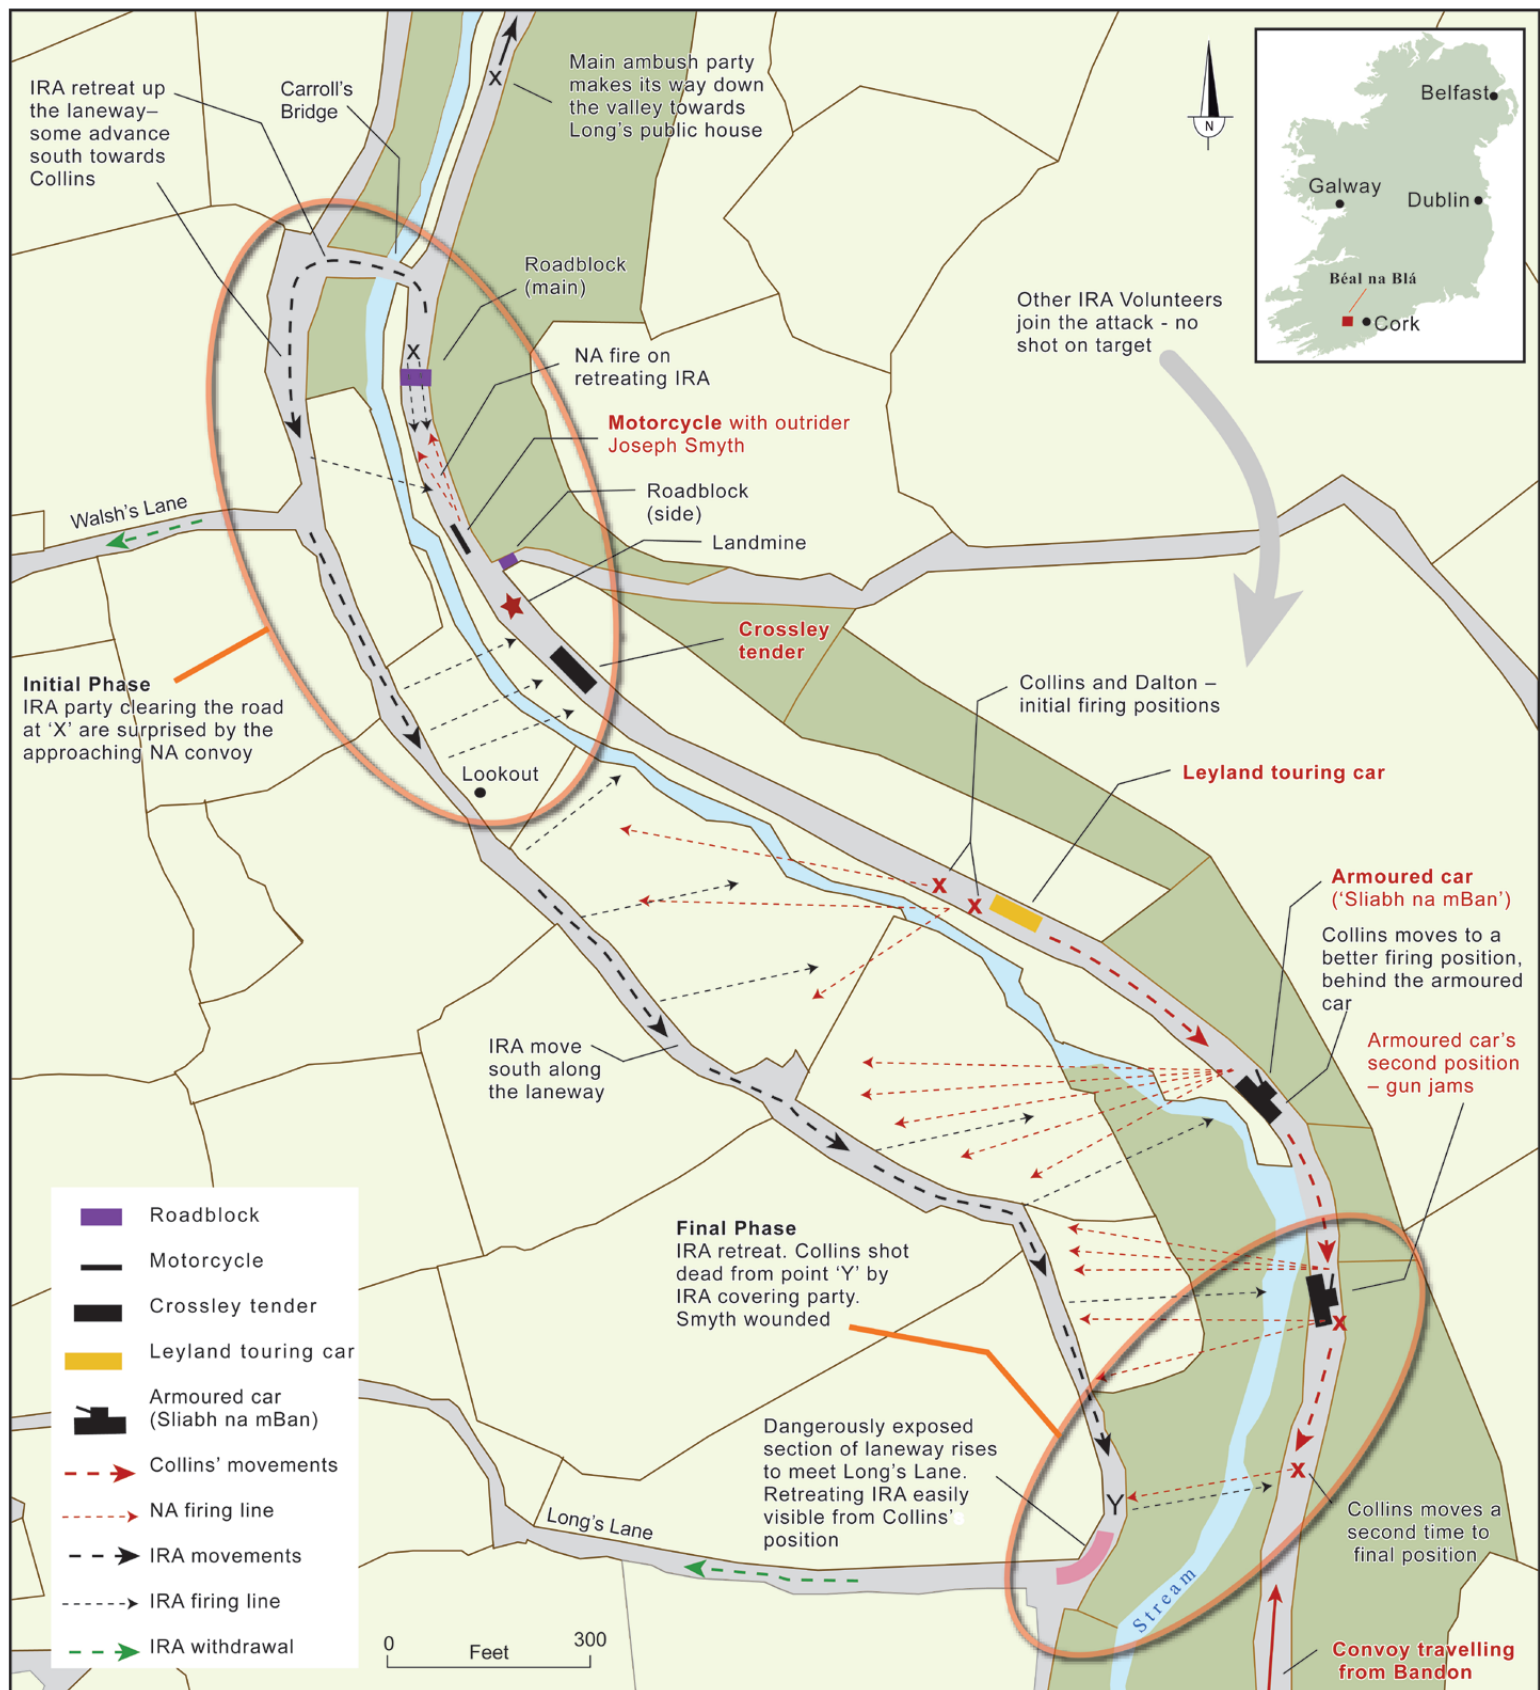 IRA retreat up
the laneway–
some advance
south towards
Collins
Carroll's
Bridge
X
Main ambush party
makes its way down
the valley towards
Long's public house
N
Belfast
Galway
Dublin
Béal na Blá
Cork
Roadblock
(main)
Other IRA Volunteers
join the attack - no
shot on target
X
NA fire on
retreating IRA
Motorcycle with outrider
Joseph Smyth
Roadblock
(side)
Walsh's Lane
Landmine
Crossley
tender
Initial Phase
IRA party clearing the road
at 'X' are surprised by the
approaching NA convoy
Collins and Dalton –
initial firing positions
Lookout
Leyland touring car
X
X
Armoured car
('Sliabh na mBan')
Collins moves to a
better firing position,
behind the armoured
car
Armoured car's
second position
– gun jams
IRA move
south along
the laneway
Final Phase
IRA retreat. Collins shot
dead from point 'Y' by
IRA covering party.
Smyth wounded
X
Dangerously exposed
section of laneway rises
to meet Long's Lane.
Retreating IRA easily
visible from Collins's
position
X
Y
Collins moves a
second time to
final position
Long's Lane
Stream
Convoy travelling
from Bandon
Roadblock
Motorcycle
Crossley tender
Leyland touring car
Armoured car
(Sliabh na mBan)
Collins' movements
NA firing line
IRA movements
IRA firing line
IRA withdrawal
0 300
Feet